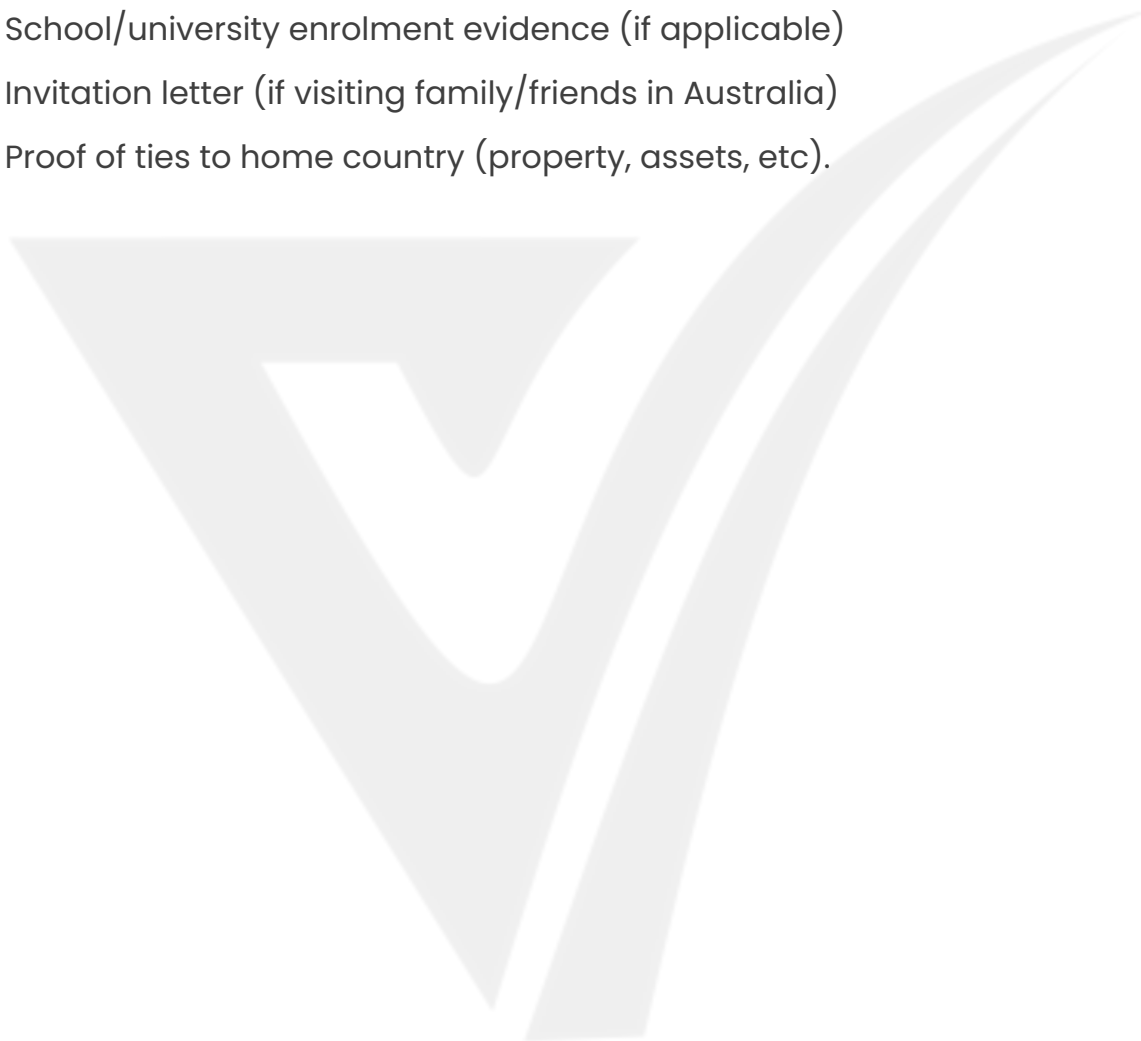 School/university enrolment evidence (if applicable)
Invitation letter (if visiting family/friends in Australia)
Proof of ties to home country (property, assets, etc).